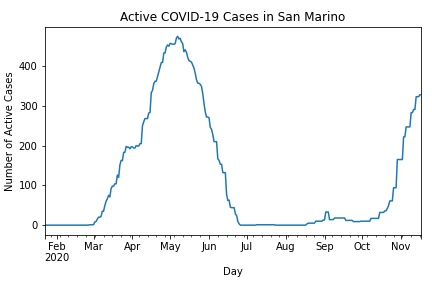 Active COVID-19 Cases in San Marino
Number of Active Cases
400
300
200
100
0
Feb Mar Apr May Jun Jul Aug Sep Oct Nov
2020
Day